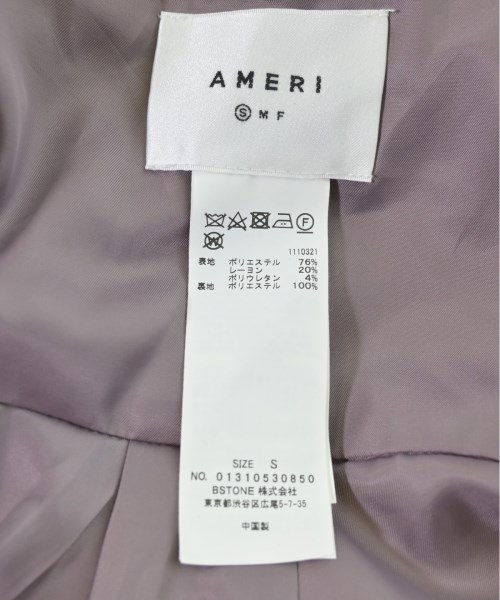 AMERI
Ⓢ M F
F
W
1110321
表地 ポリエステル 76%
レーヨン 20%
ポリウレタン 4%
裏地 ポリエステル 100%
SIZE S
NO. 01310530850
BSTONE 株式会社
東京都渋谷区広尾5-7-35
中国製